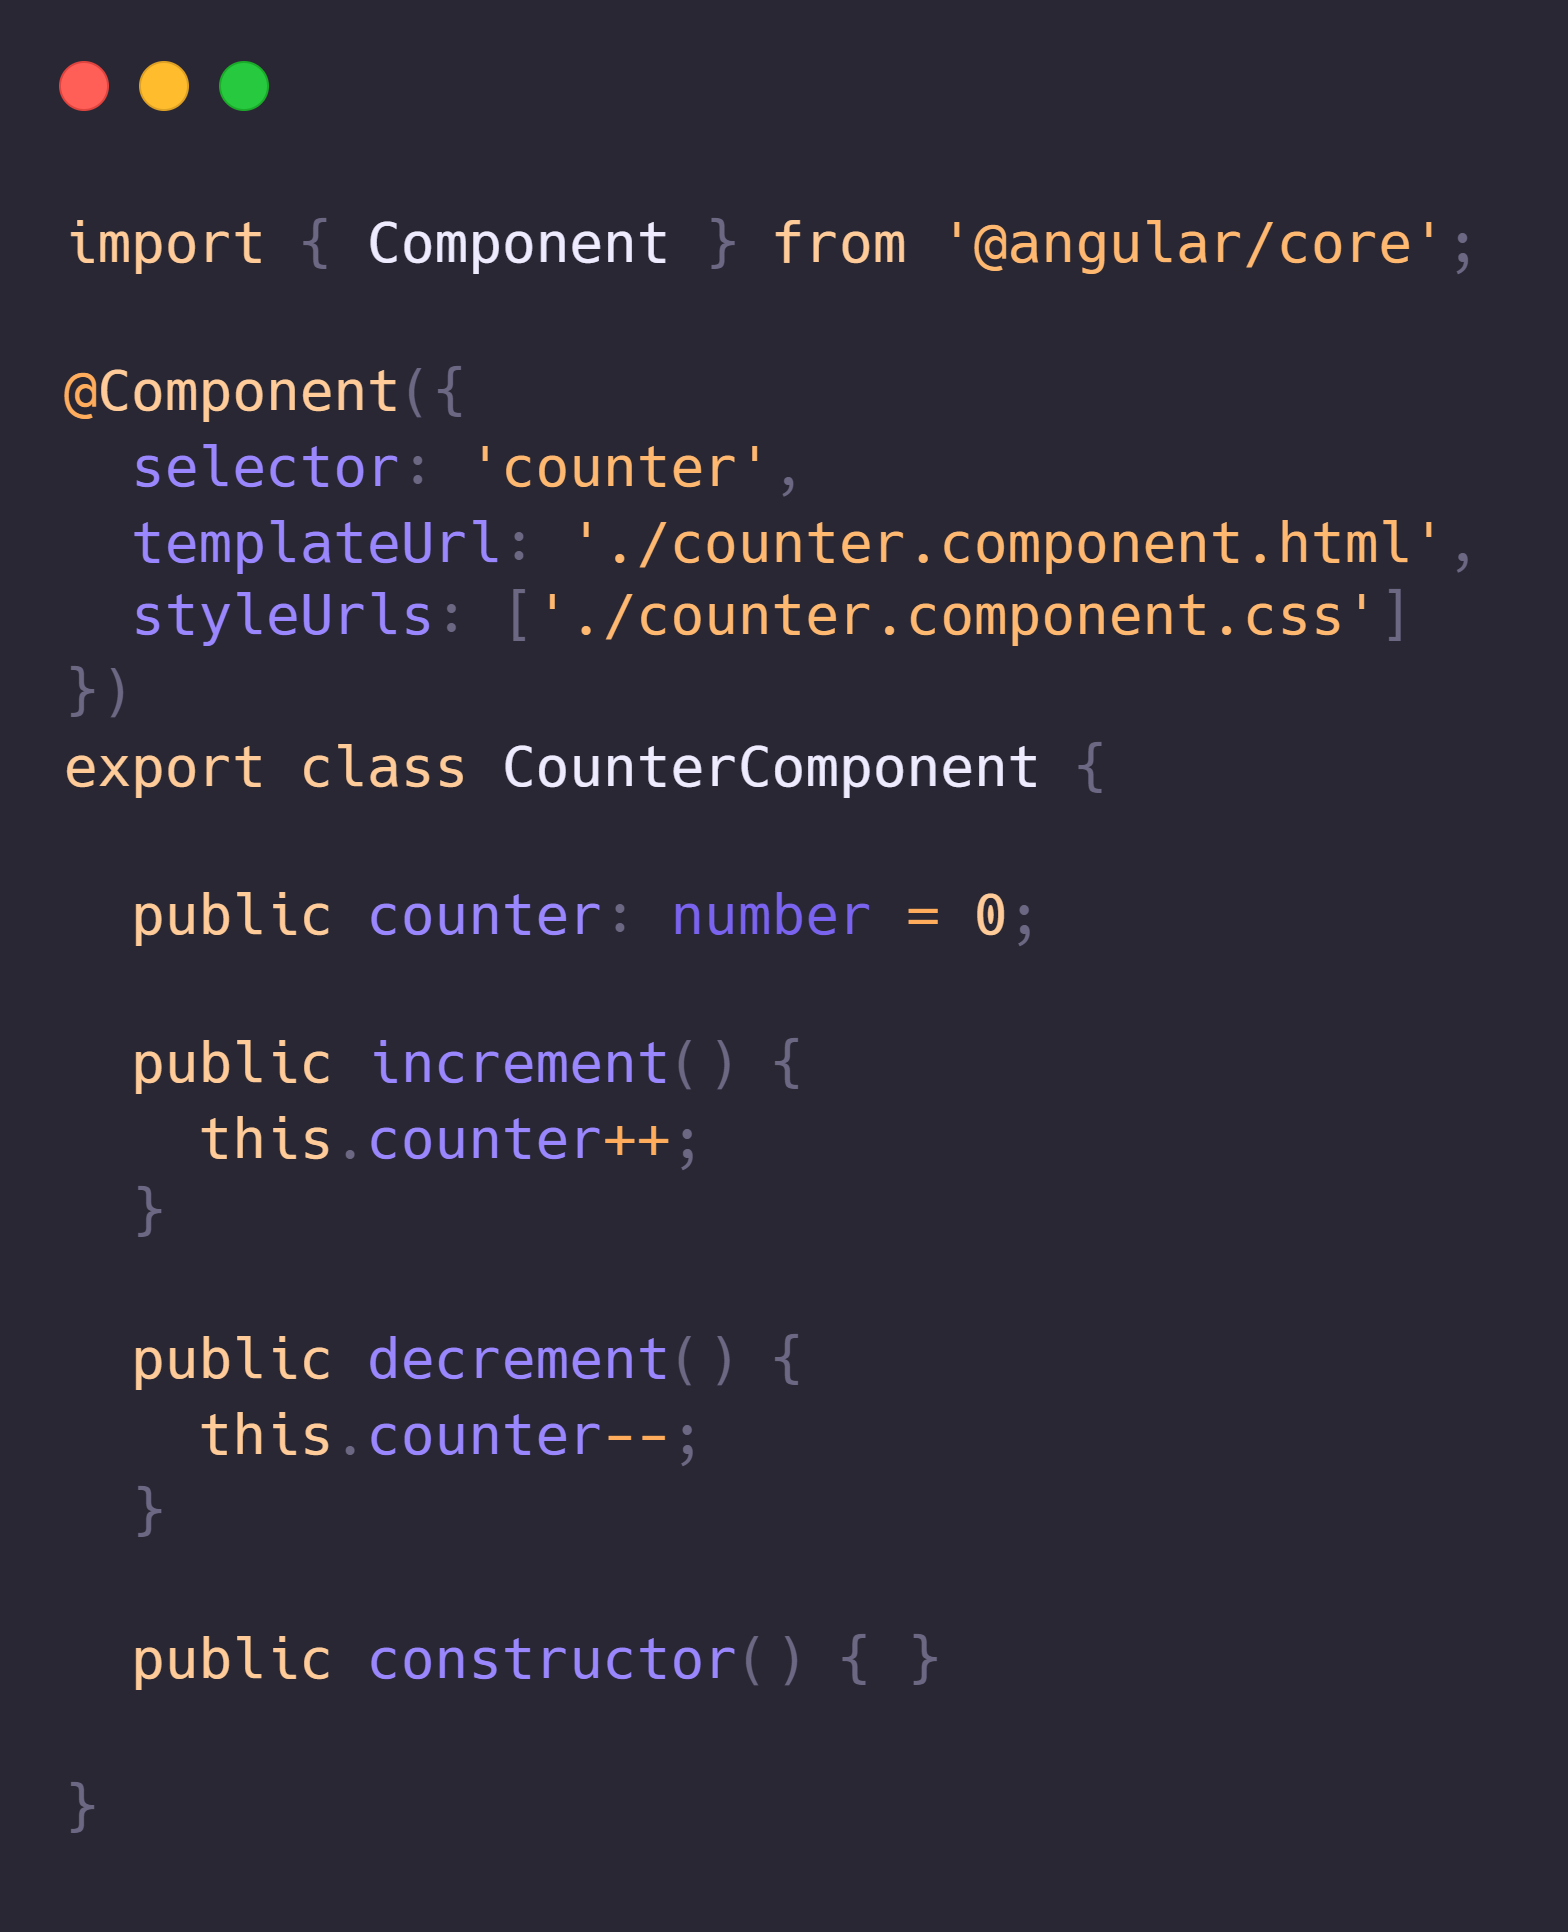 import { Component } from '@angular/core';
@Component({
  selector: 'counter',
  templateUrl: './counter.component.html',
  styleUrls: ['./counter.component.css']
})
export class CounterComponent {
  public counter: number = 0;
  public increment() {
    this.counter++;
  }
  public decrement() {
    this.counter--;
  }
  public constructor() { }
}